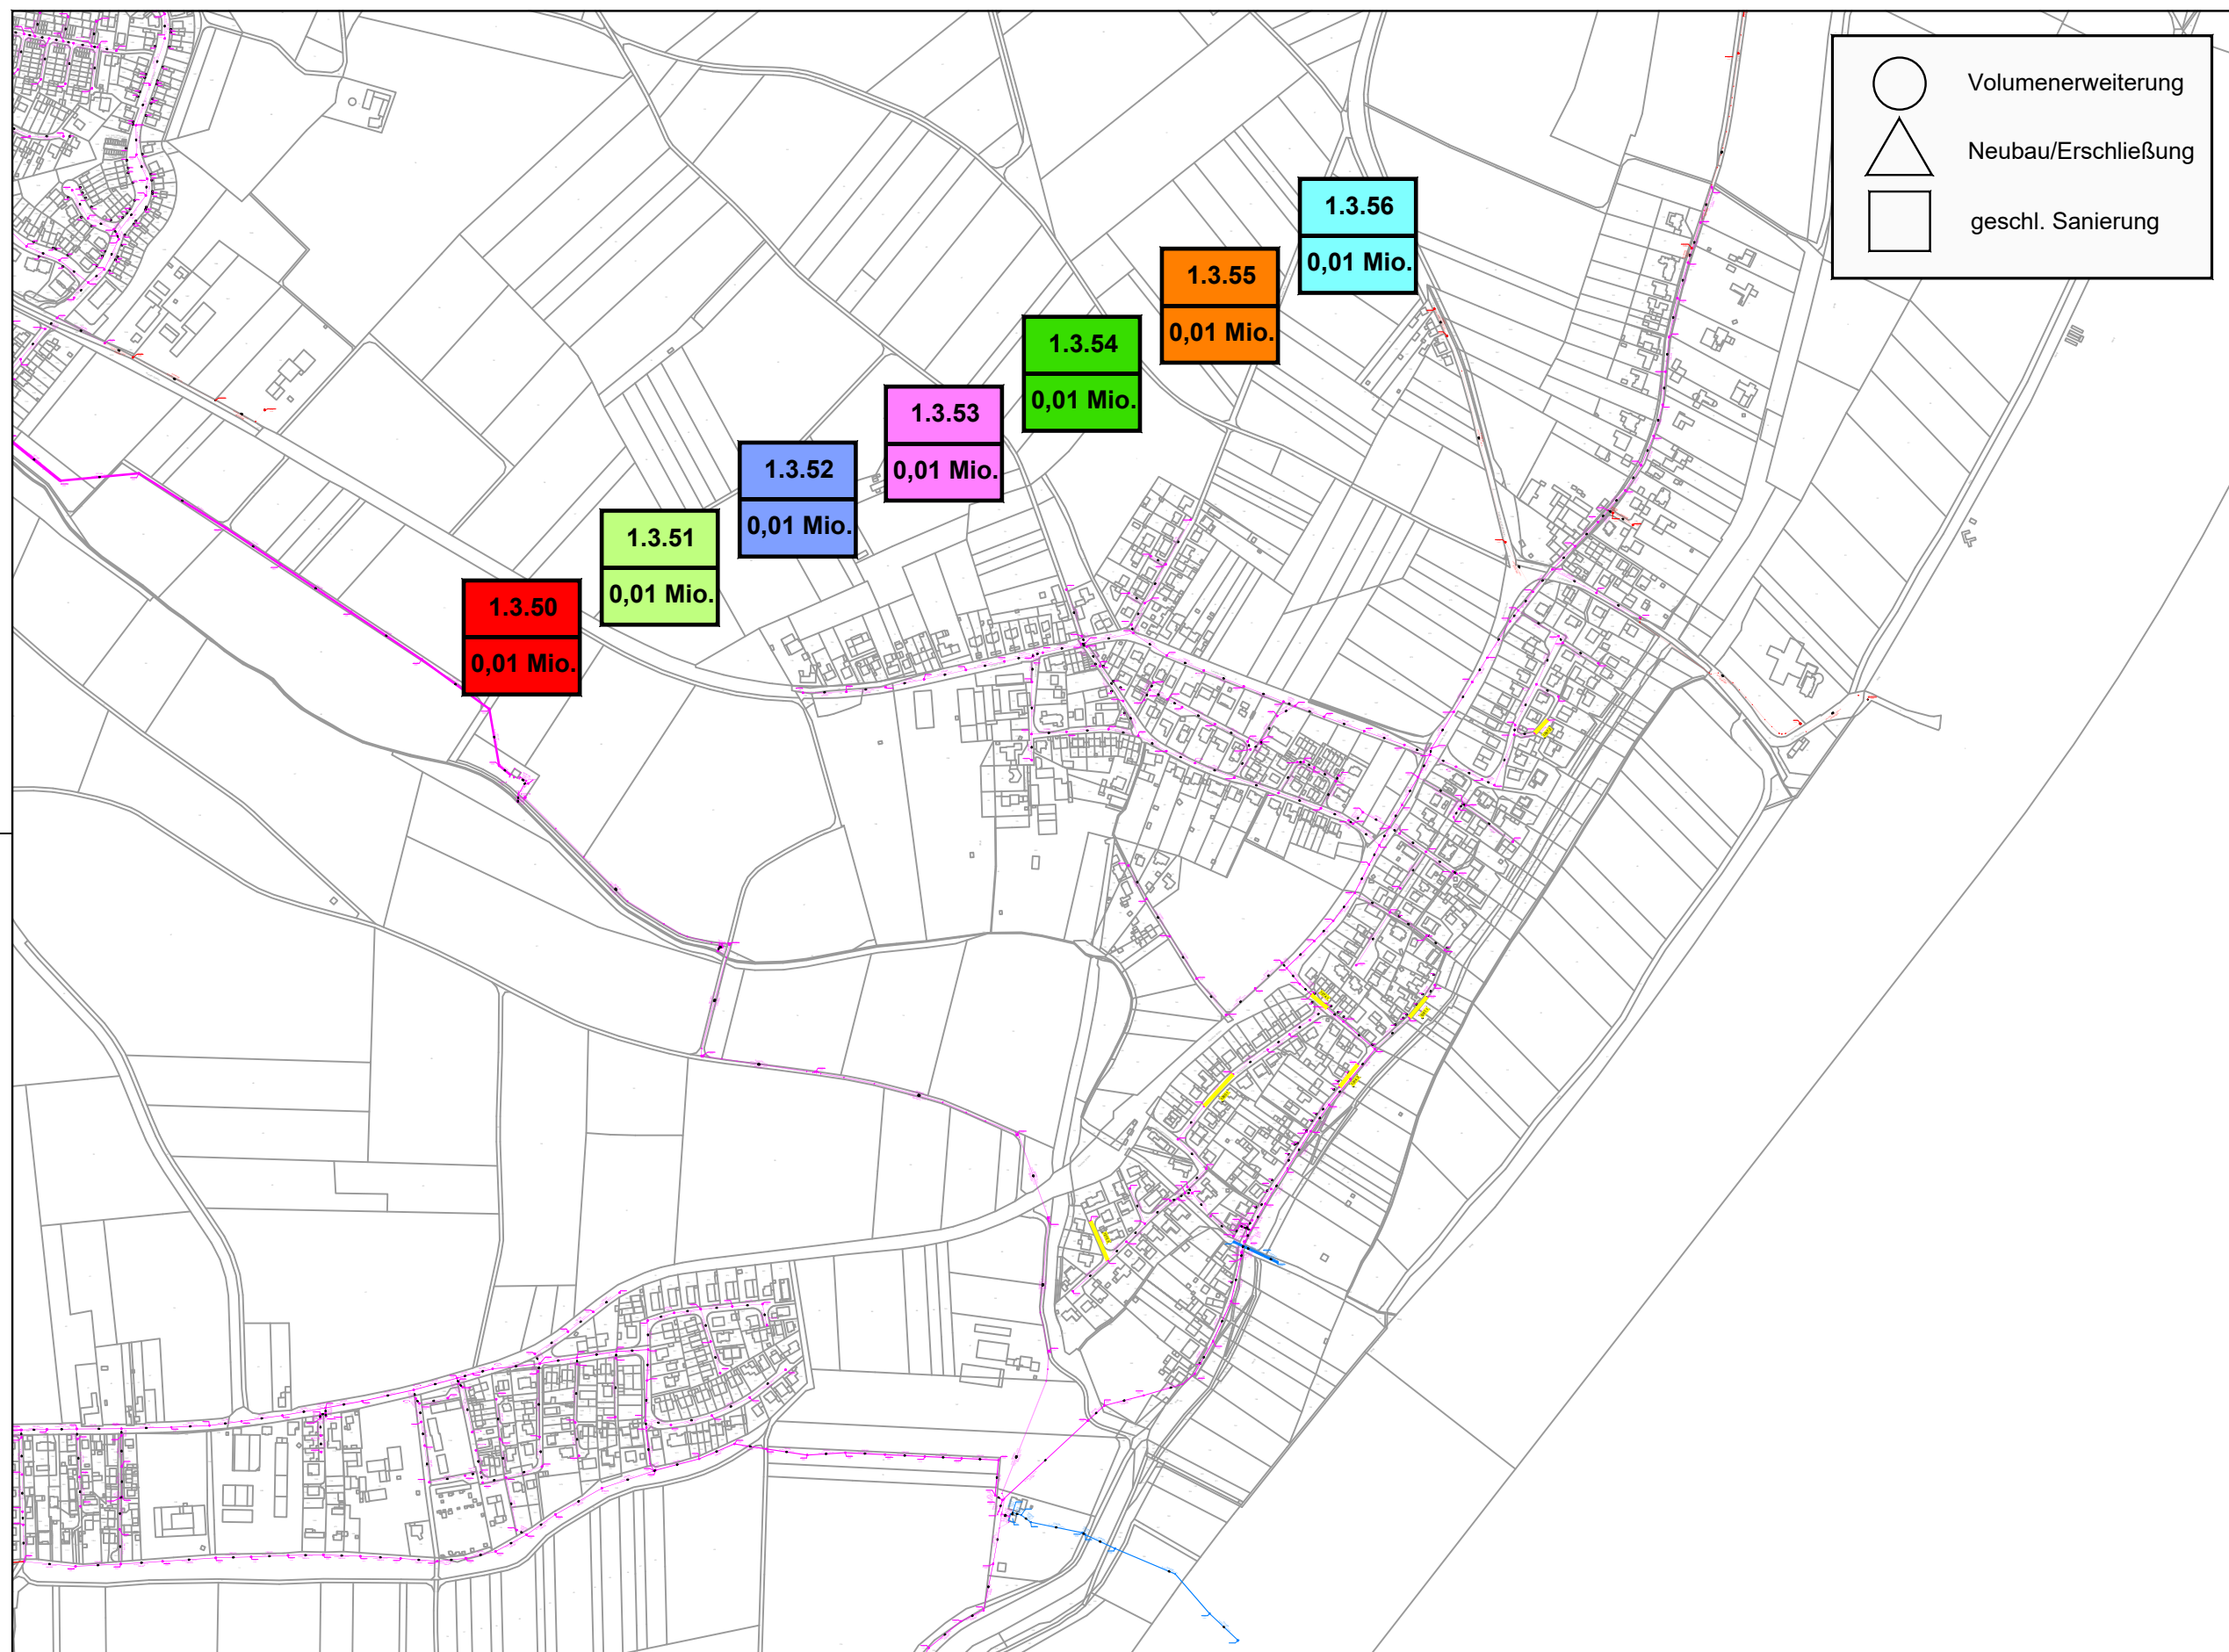 Volumenerweiterung
Neubau/Erschließung
geschl. Sanierung
1.3.56
0,01 Mio.
1.3.55
0,01 Mio.
1.3.54
0,01 Mio.
1.3.53
0,01 Mio.
1.3.52
0,01 Mio.
1.3.51
0,01 Mio.
1.3.50
0,01 Mio.